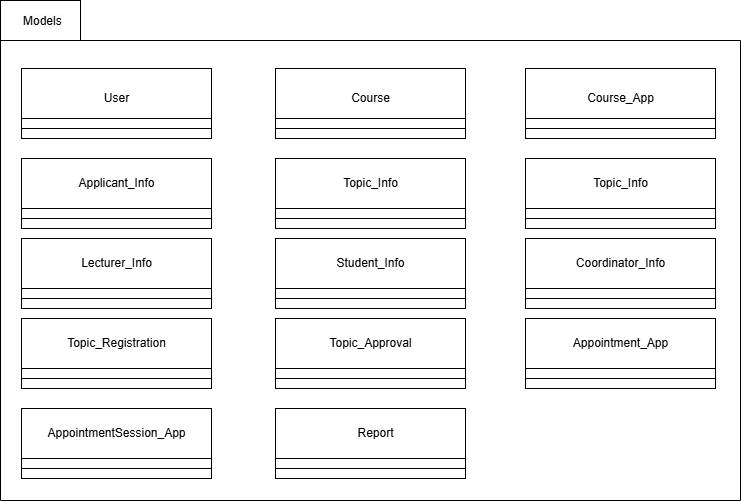 Models
User
Course
Course_App
Applicant_Info
Topic_Info
Topic_Info
Lecturer_Info
Student_Info
Coordinator_Info
Topic_Registration
Topic_Approval
Appointment_App
AppointmentSession_App
Report